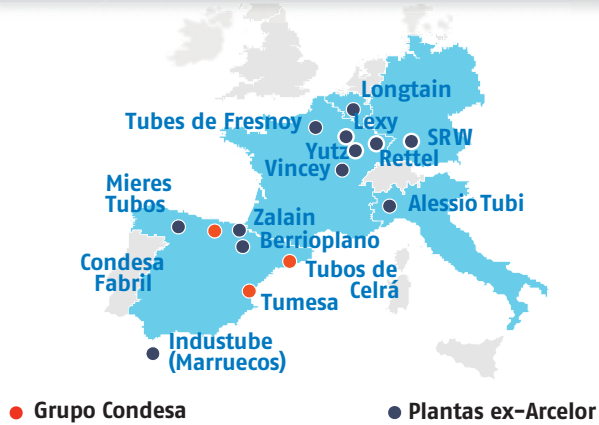 Longtain
Tubes de Fresnoy
Lexy
SRW
Yutz
Rettel
Vincey
Mieres
Tubos
Alessio Tubi
Zalain
Berrioplano
Condesa
Fabril
Tubos de
Celrá
Tumesa
Industube
(Marruecos)
Grupo Condesa
Plantas ex-Arcelor